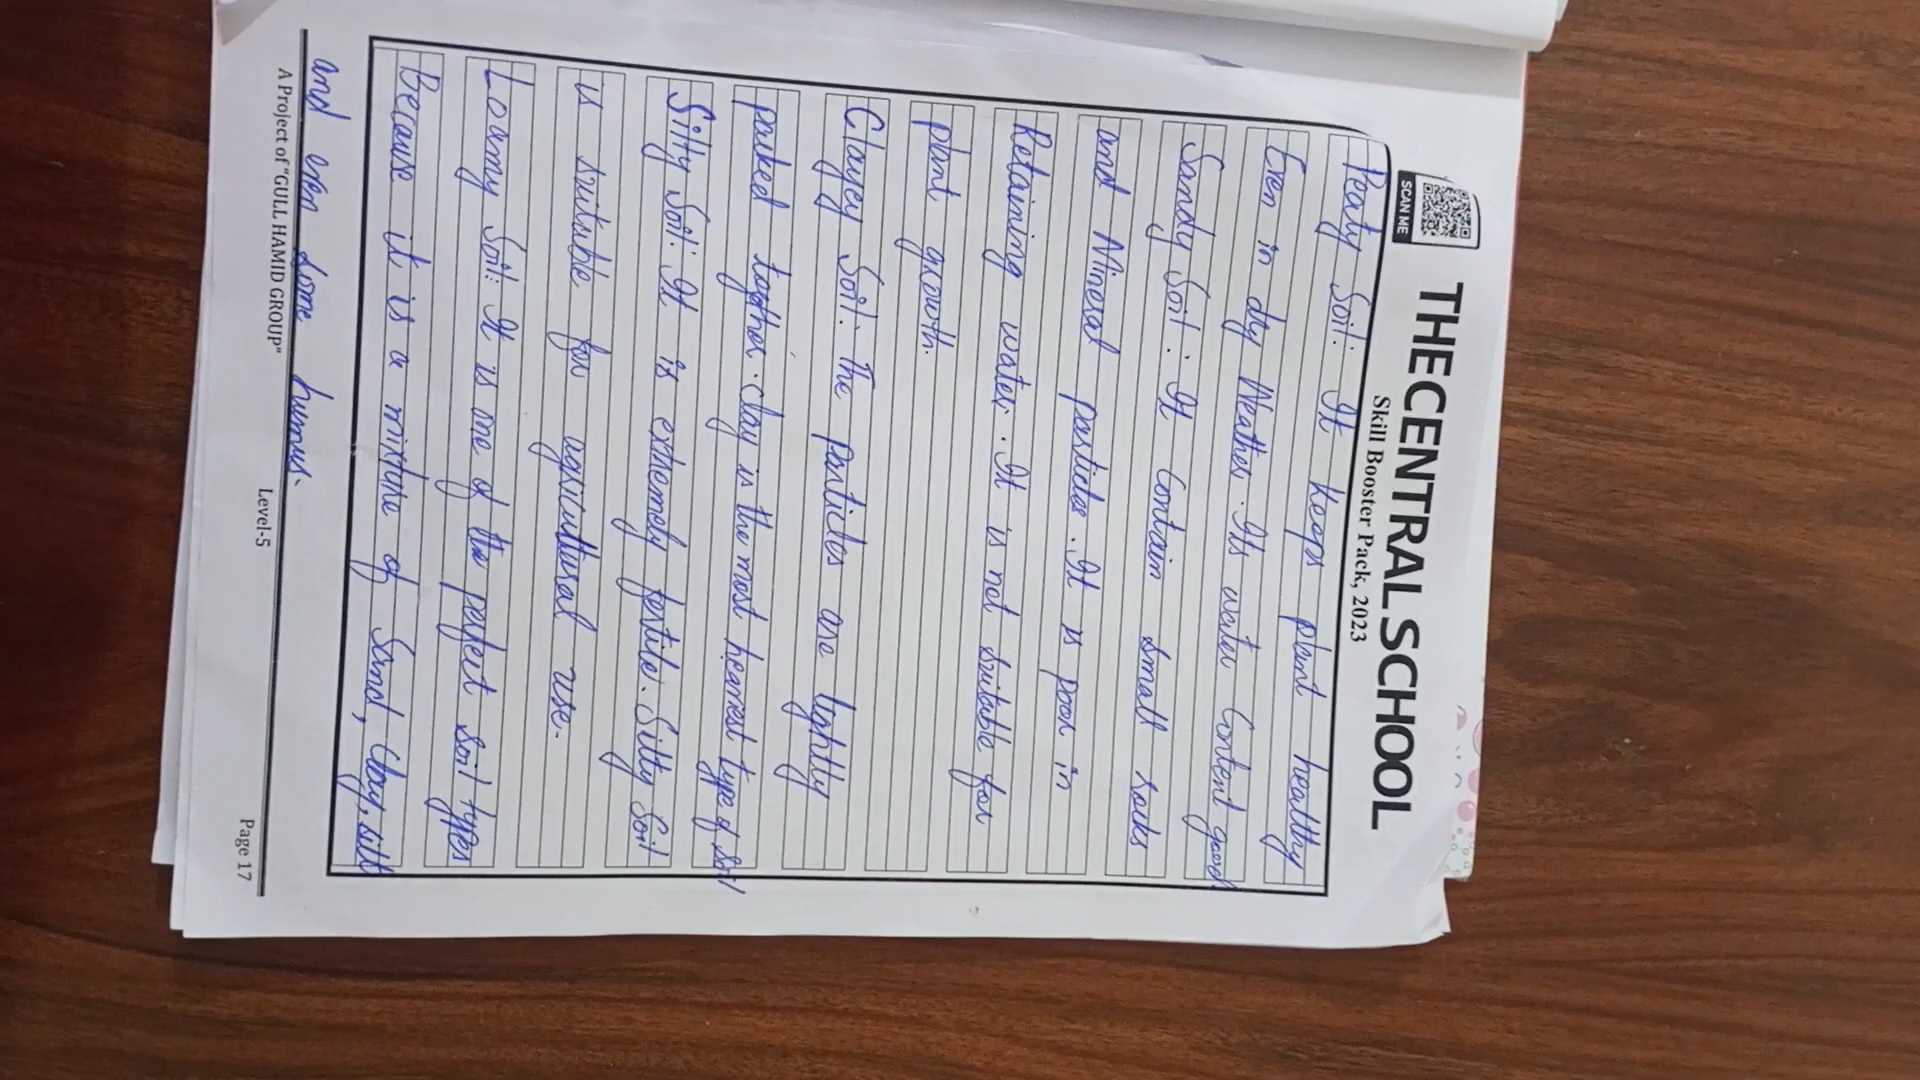 SCAN ME
THE CENTRAL SCHOOL
Skill Booster Pack, 2023
Peaty Soil: It keeps plant healthy
Even in dry Weather. Its water Content good
Sandy Soil: It Contain small rocks
and Mineral particles. It is poor in
Retaining water. It is not suitable for
plant growth.
Clayey Soil: The particles are tightly
packed togther. Clay is the most heavest type of soil
Silty Soil: It is extremely fertile. Silty Soil
is suitable for agricultural use.
Loamy Soil: It is one of the perfect soil types
Because it is a mixture of Sand, Clay, silt
and even some humus.
A Project of "GULL HAMID GROUP"
Level-5
Page 17